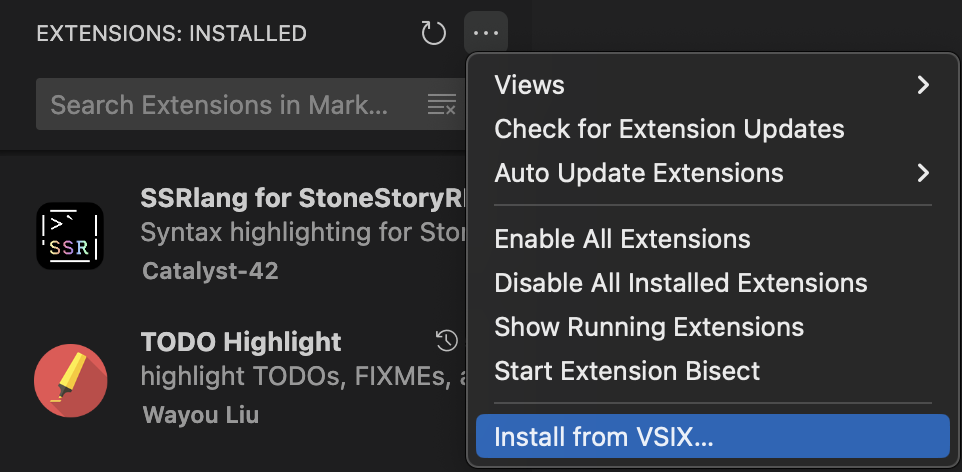 EXTENSIONS: INSTALLED
Search Extensions in Mark...
SSRlang for StoneStoryR
Syntax highlighting for Sto
Catalyst-42
>_`
'SSR
TODO Highlight
highlight TODOs, FIXMEs, a
Wayou Liu
Views
Check for Extension Updates
Auto Update Extensions
Enable All Extensions
Disable All Installed Extensions
Show Running Extensions
Start Extension Bisect
Install from VSIX...